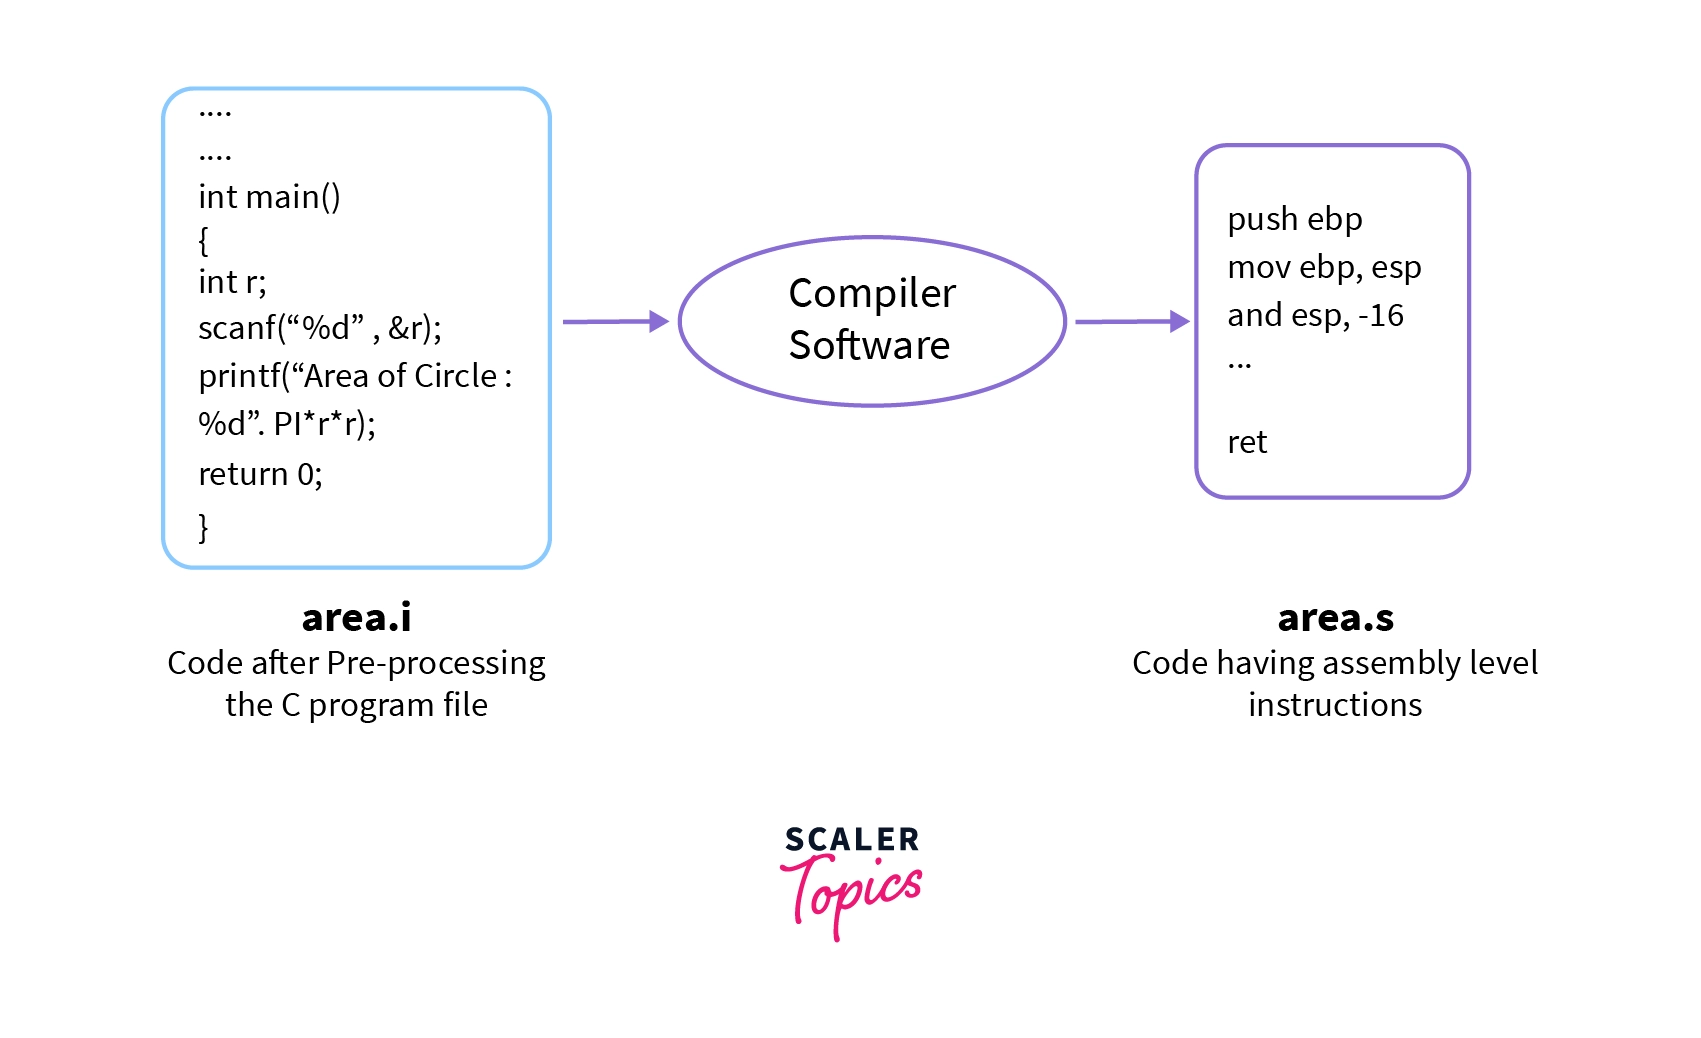 ....
....
int main()
{
int r;
scanf(“%d” , &r);
printf(“Area of Circle :
%d”. PI*r*r);
return 0;
}
area.i
Code after Pre-processing
the C program file
Compiler
Software
push ebp
mov ebp, esp
and esp, -16
...
ret
area.s
Code having assembly level
instructions
SCALER
Topics